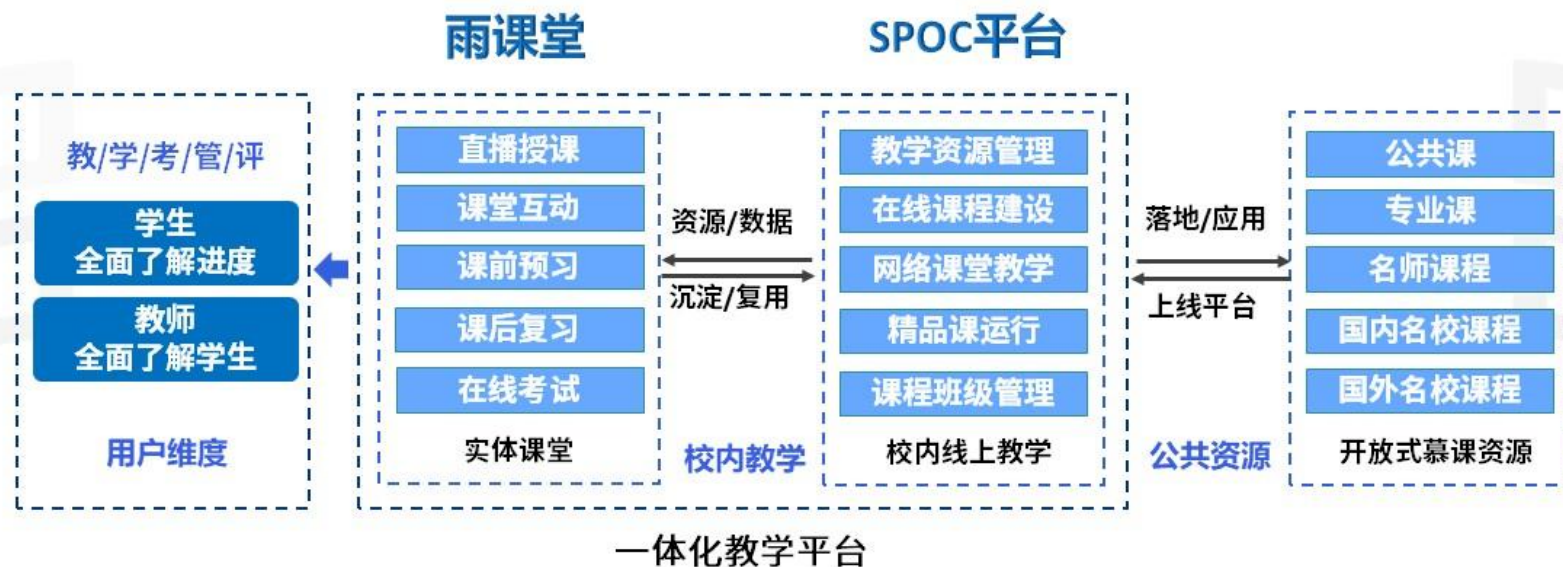 雨课堂
SPOC平台
教/学/考/管/评
学生
全面了解进度
教师
全面了解学生
用户维度
直播授课
课堂互动
课前预习
课后复习
在线考试
实体课堂
资源/数据
沉淀/复用
校内教学
教学资源管理
在线课程建设
网络课堂教学
精品课运行
课程班级管理
校内线上教学
落地/应用
上线平台
公共资源
公共课
专业课
名师课程
国内名校课程
国外名校课程
开放式慕课资源
一体化教学平台